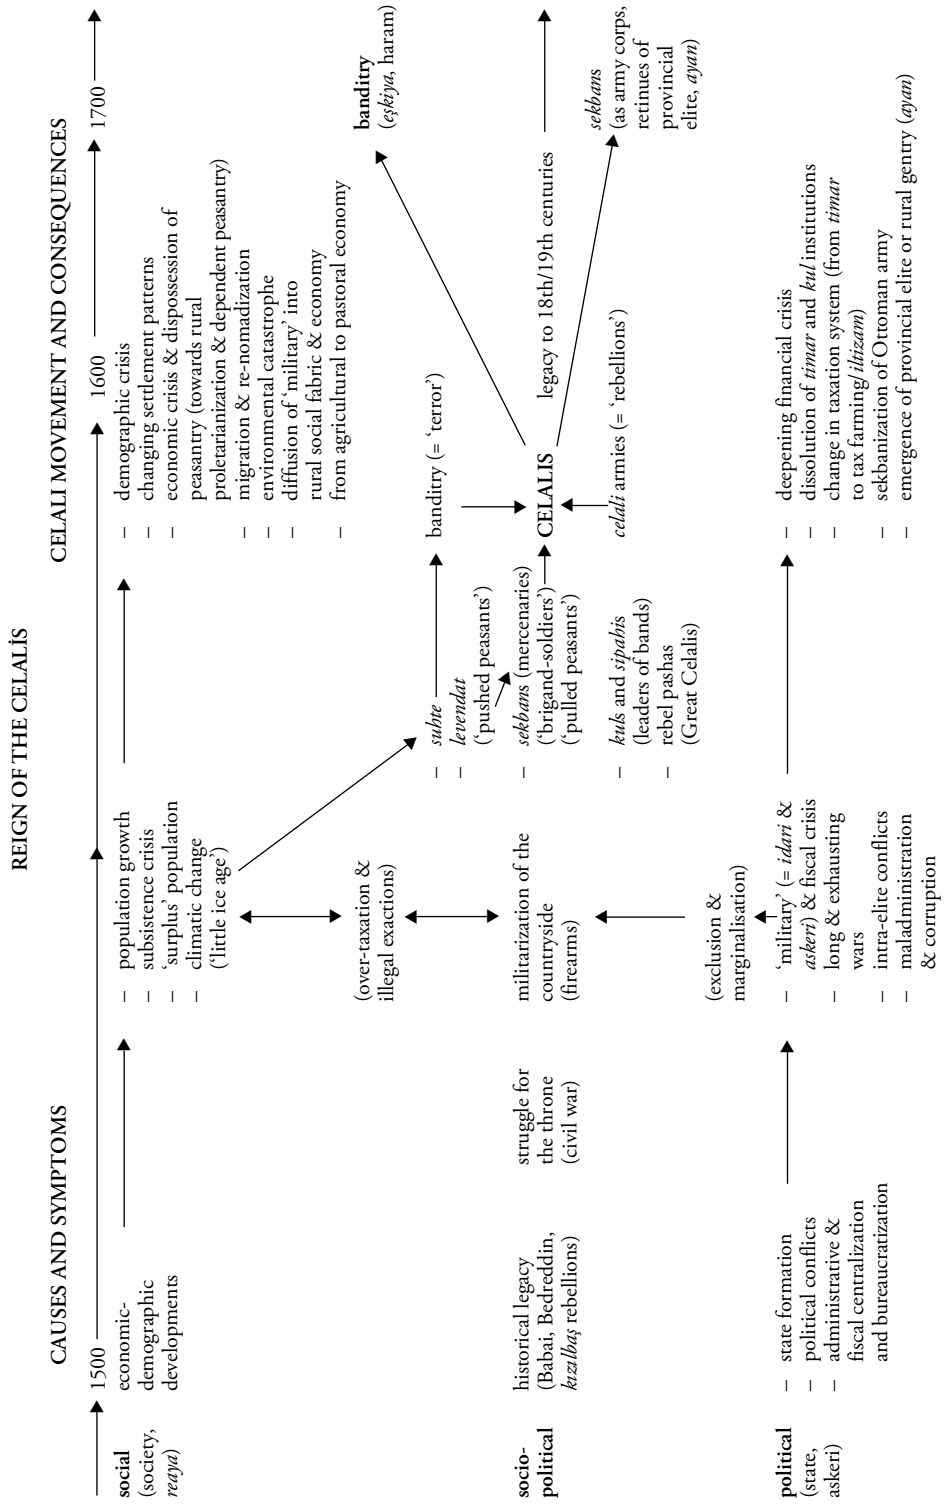 REIGN OF THE CELALİS
CAUSES AND SYMPTOMS
CELALI MOVEMENT AND CONSEQUENCES
1500
1600
1700
social
(society,
reaya)
economic-
demographic
developments
– population growth
– subsistence crisis
– ‘surplus’ population
– climatic change
(‘little ice age’)
– demographic crisis
– changing settlement patterns
– economic crisis & dispossession of
peasantry (towards rural
proletarianization & dependent peasantry)
– migration & re-nomadization
– environmental catastrophe
– diffusion of ‘military’ into
rural social fabric & economy
– from agricultural to pastoral economy
(over-taxation &
illegal exactions)
– suhte
– levendat
(‘pushed peasants’)
banditry (= ‘terror’)
banditry
(eşkiya, haram)
socio-
political
historical legacy
(Babai, Bedreddin,
kızılbaş rebellions)
struggle for
the throne
(civil war)
militarization of the
countryside
(firearms)
– sekbans (mercenaries)
(‘brigand-soldiers’)
(‘pulled peasants’)
CELALIS
legacy to 18th/19th centuries
– kuls and sipahis
(leaders of bands)
– rebel pashas
(Great Celalis)
celali armies (= ‘rebellions’)
sekbans
(as army corps,
retinues of
provincial
elite, ayan)
(exclusion &
marginalisation)
political
(state,
askeri)
– state formation
– political conflicts
– administrative &
fiscal centralization
and bureaucratization
– ‘military’ (= idari &
askeri) & fiscal crisis
– long & exhausting
wars
– intra-elite conflicts
– maladministration
& corruption
– deepening financial crisis
– dissolution of timar and kul institutions
– change in taxation system (from timar
to tax farming/iltizam)
– sekbanization of Ottoman army
– emergence of provincial elite or rural gentry (ayan)